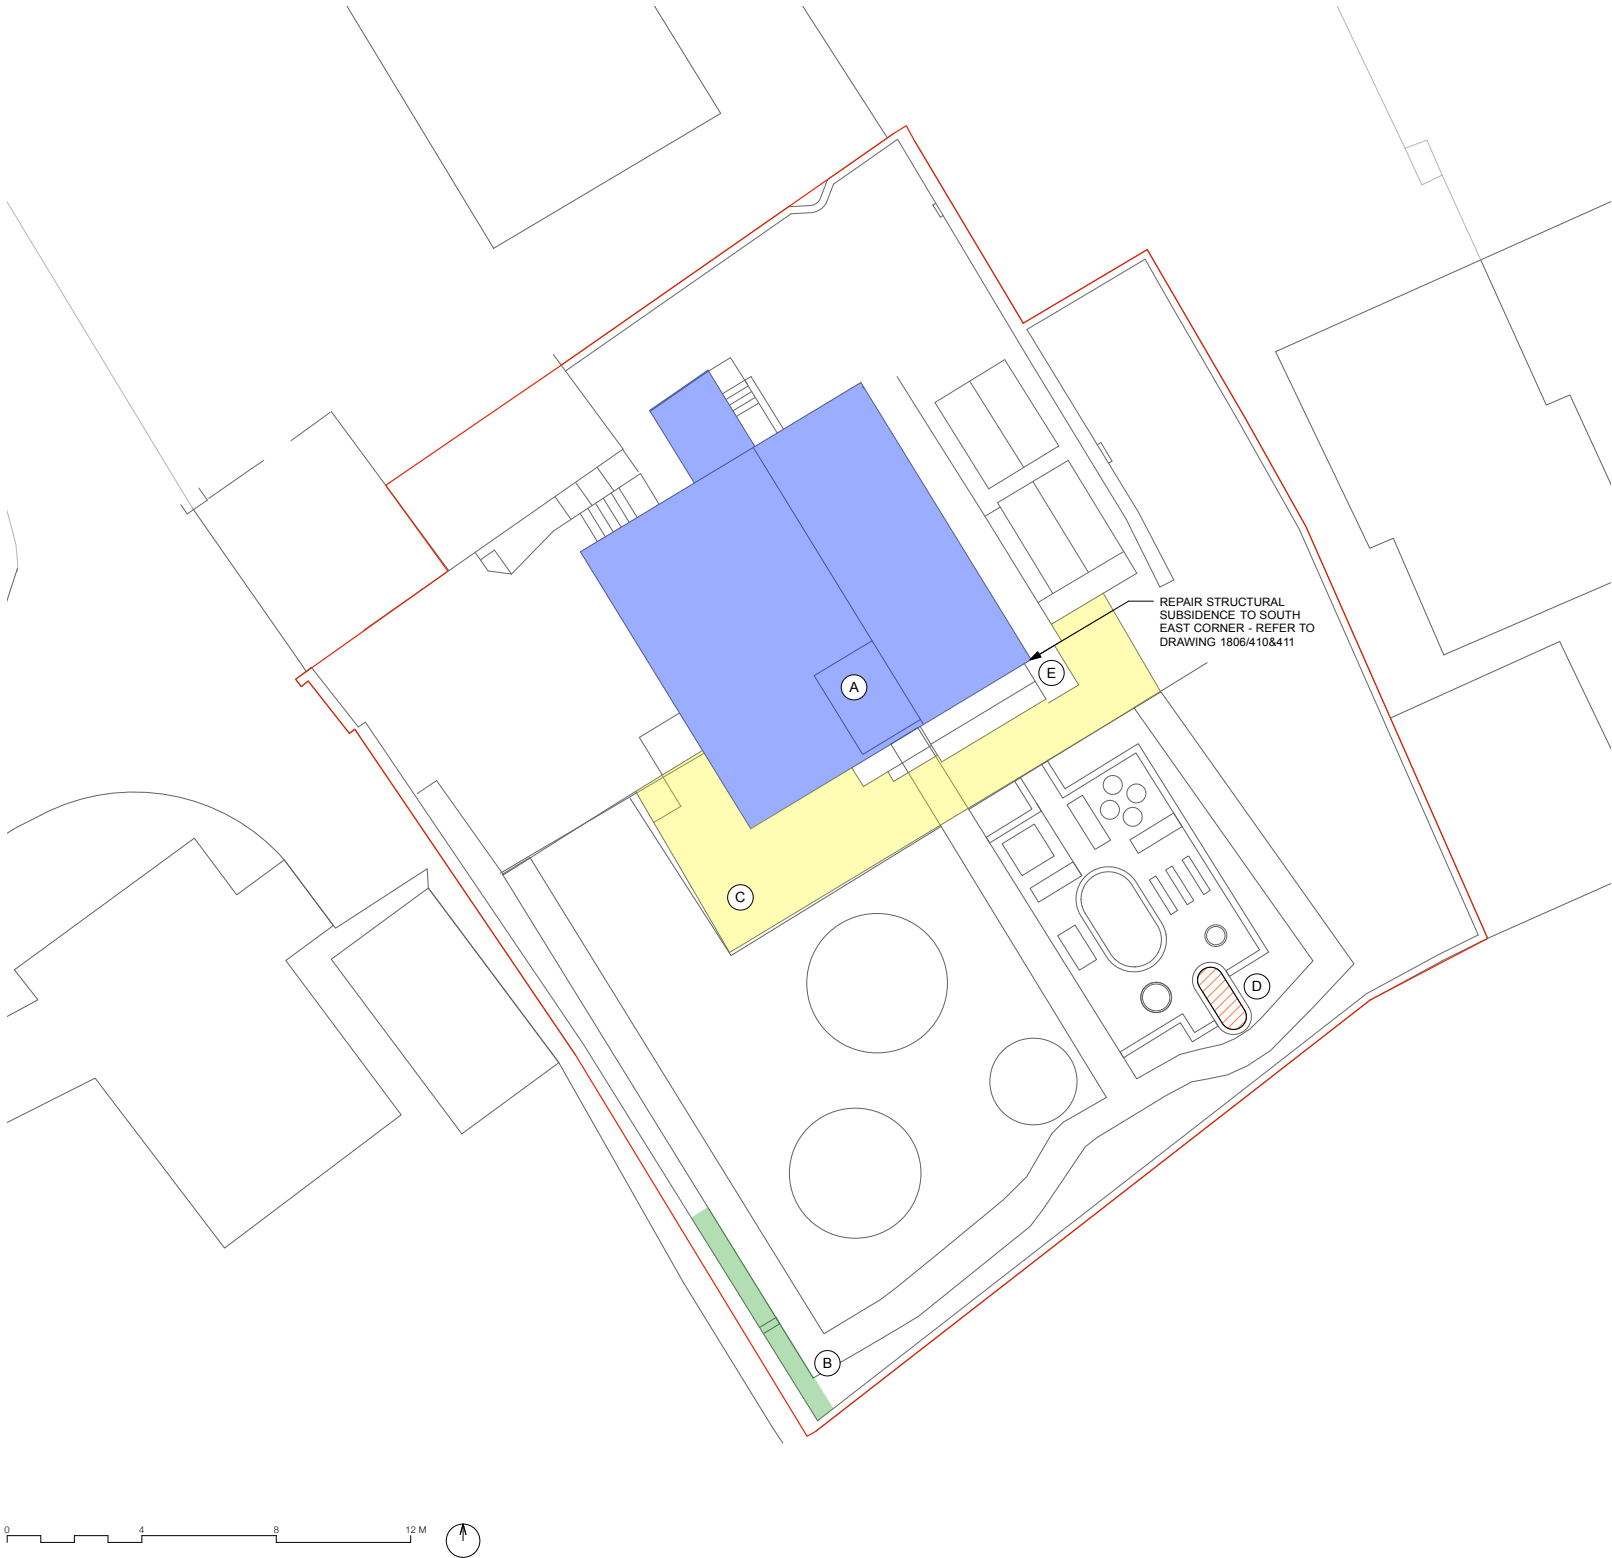 REPAIR STRUCTURAL
SUBSIDENCE TO SOUTH
EAST CORNER - REFER TO
DRAWING 1806/410&411
E
A
C
D
B
0 4 8 12 M